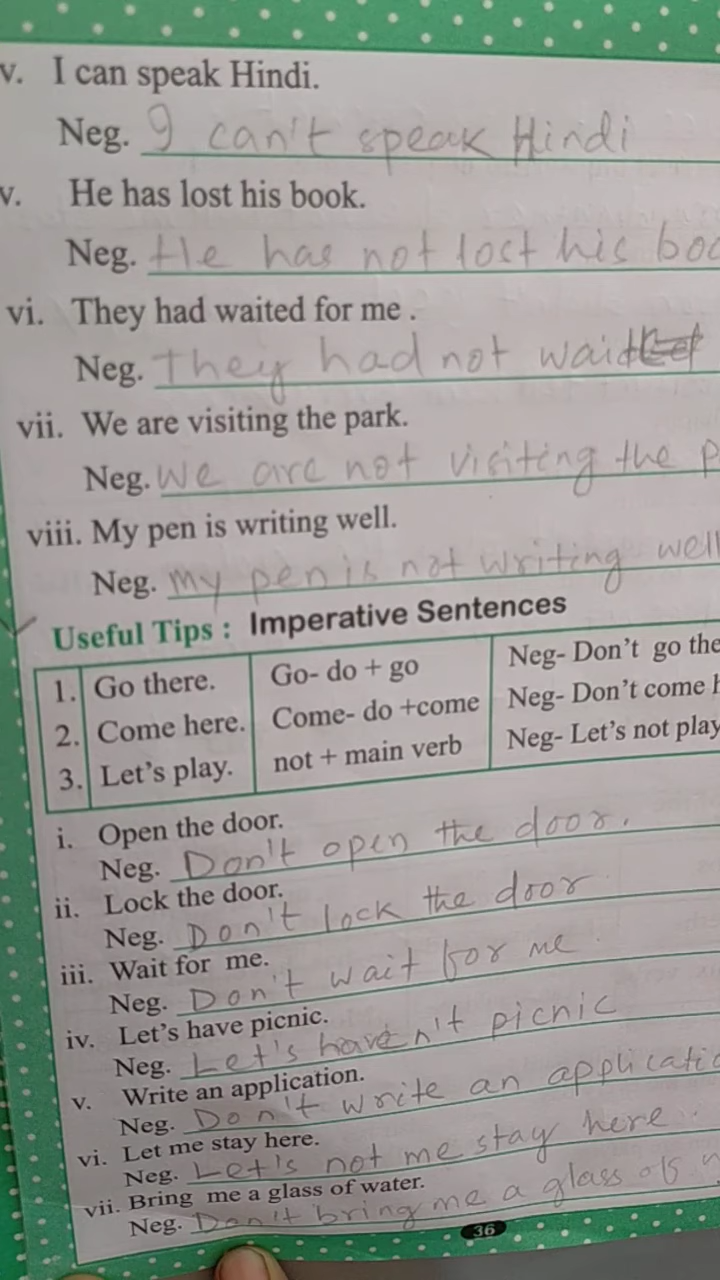 v. I can speak Hindi.
Neg. I can't speak Hindi
v. He has lost his book.
Neg. He has not lost his boo
vi. They had waited for me .
Neg. They had not
vii. We are visiting the park.
Neg. We are not visiting the p
viii. My pen is writing well.
Neg. My pen is not writing well
Useful Tips : Imperative Sentences
1. Go there. Go- do + go Neg- Don't go the
2. Come here. Come- do +come Neg- Don't come h
3. Let's play. not + main verb Neg- Let's not play
i. Open the door.
Neg. Don't open the door.
ii. Lock the door.
Neg. Don't lock the door
iii. Wait for me.
Neg. Don't wait for me.
iv. Let's have picnic.
Neg. Let's haven't picnic
v. Write an application.
Neg. Don't write an applicatio
vi. Let me stay here.
Neg. Let's not me stay here.
vii. Bring me a glass of water.
Neg. Don't bring me a glass of w
36